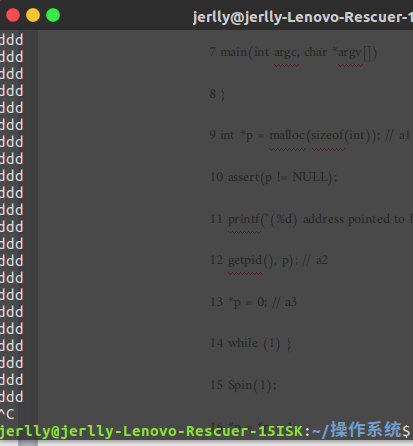 jerlly@jerlly-Lenovo-Rescuer-1
ddd
7 main(int argc, char *argv[])
ddd
ddd
ddd
8 }
ddd
ddd
ddd
9 int *p = malloc(sizeof(int)); // a1
ddd
ddd
10 assert(p != NULL);
ddd
ddd
ddd
11 printf("(%d) address pointed to
ddd
ddd
12 getpid(), p); // a2
ddd
ddd
ddd
13 *p = 0; // a3
ddd
ddd
14 while (1) {
ddd
ddd
ddd
15 Spin(1);
ddd
^C
jerlly@jerlly-Lenovo-Rescuer-15ISK:~/操作系统$